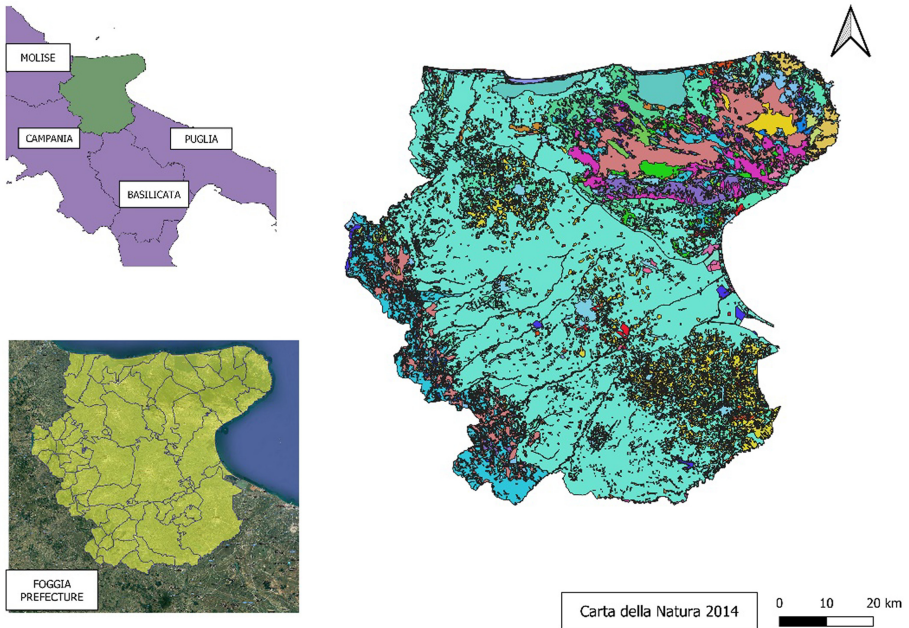 MOLISE
CAMPANIA
PUGLIA
BASILICATA
FOGGIA
PREFECTURE
Carta della Natura 2014
0 10 20 km